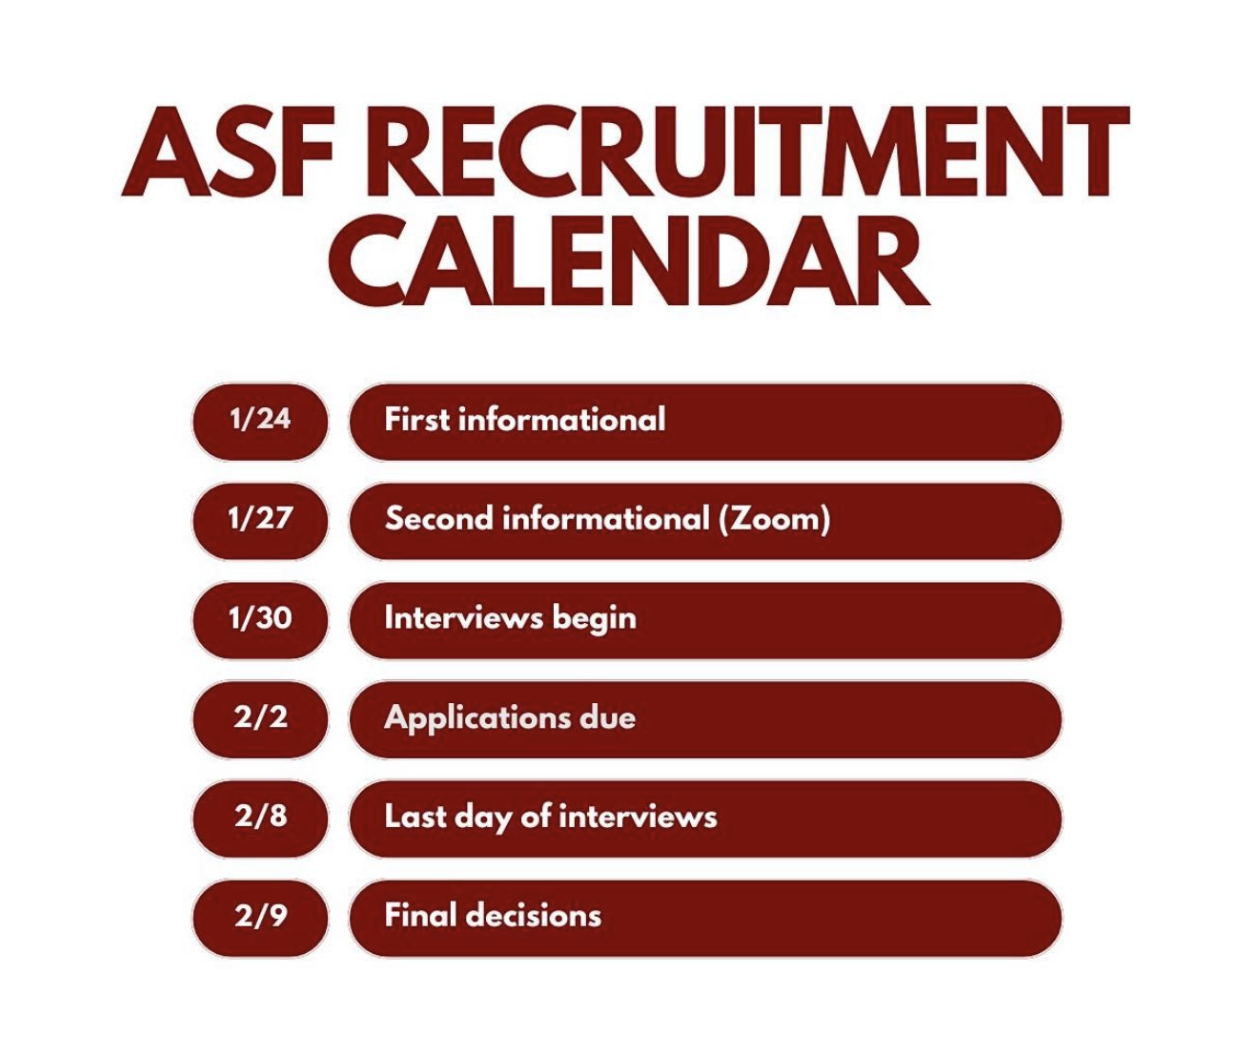 ASF RECRUITMENT
CALENDAR
1/24 First informational
1/27 Second informational (Zoom)
1/30 Interviews begin
2/2 Applications due
2/8 Last day of interviews
2/9 Final decisions